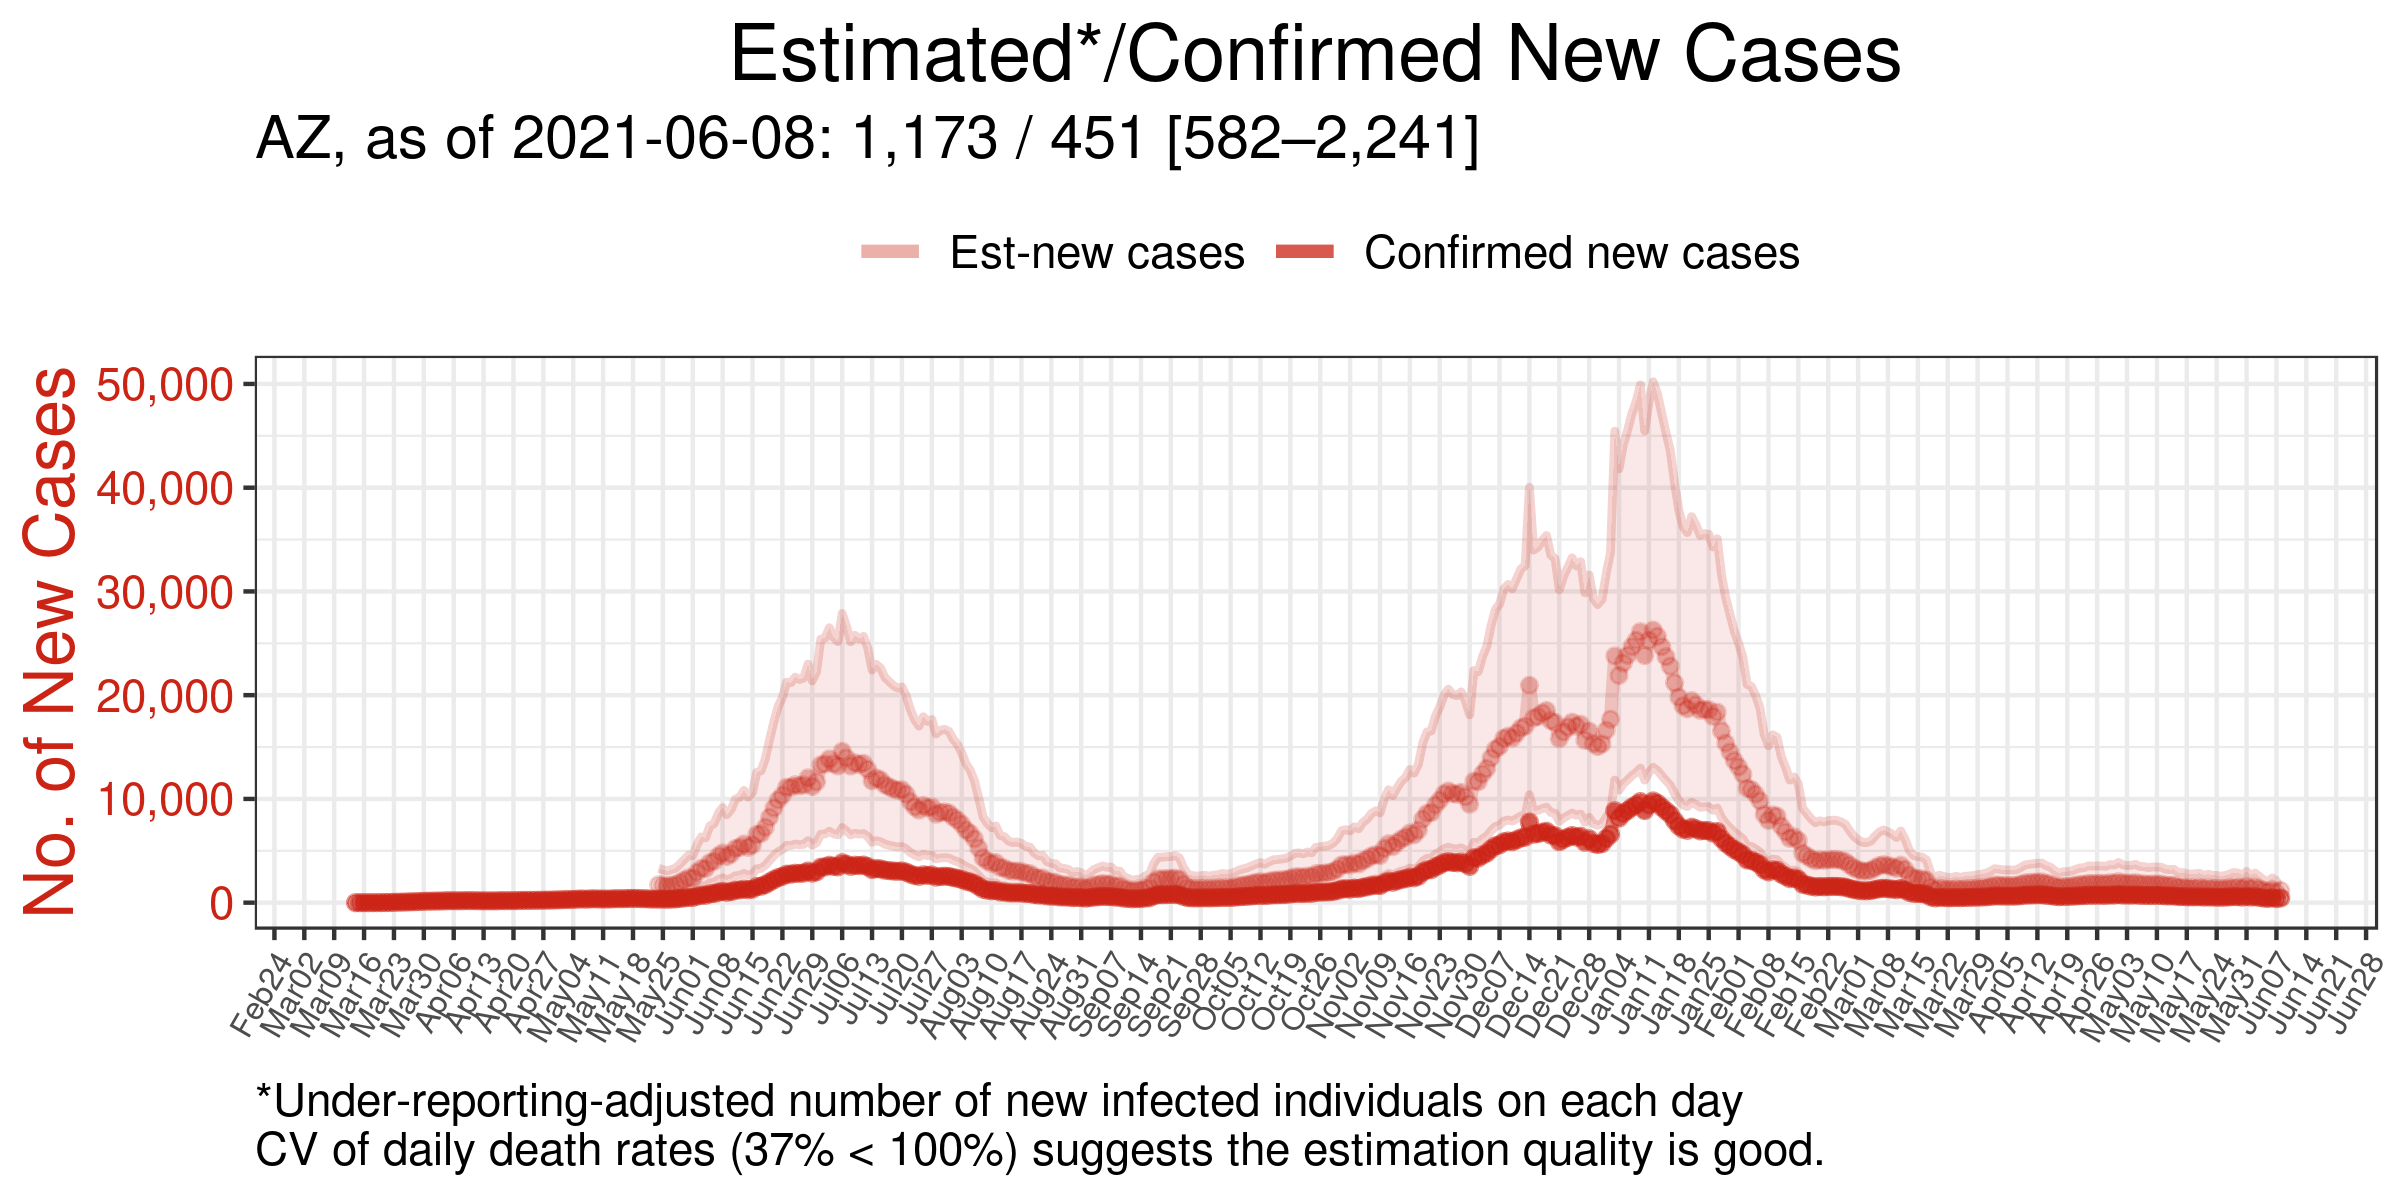 Estimated*/Confirmed New Cases
AZ, as of 2021-06-08: 1,173 / 451 [582–2,241]
Est-new cases
Confirmed new cases
No. of New Cases
50,000
40,000
30,000
20,000
10,000
0
Feb24
Mar02
Mar09
Mar16
Mar23
Mar30
Apr06
Apr13
Apr20
Apr27
May04
May11
May18
May25
Jun01
Jun08
Jun15
Jun22
Jun29
Jul06
Jul13
Jul20
Jul27
Aug03
Aug10
Aug17
Aug24
Aug31
Sep07
Sep14
Sep21
Sep28
Oct05
Oct12
Oct19
Oct26
Nov02
Nov09
Nov16
Nov23
Nov30
Dec07
Dec14
Dec21
Dec28
Jan04
Jan11
Jan18
Jan25
Feb01
Feb08
Feb15
Feb22
Mar01
Mar08
Mar15
Mar22
Mar29
Apr05
Apr12
Apr19
Apr26
May03
May10
May17
May24
May31
Jun07
Jun14
Jun21
Jun28
*Under-reporting-adjusted number of new infected individuals on each day
CV of daily death rates (37% < 100%) suggests the estimation quality is good.